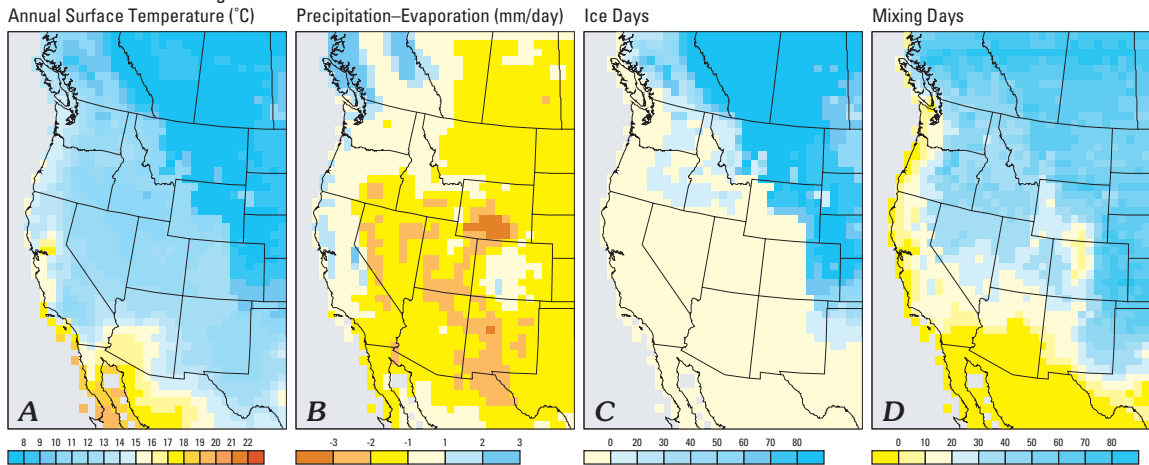 Annual Surface Temperature (˚C)
Precipitation–Evaporation (mm/day)
Ice Days
Mixing Days
A
B
C
D
8 9 10 11 12 13 14 15 16 17 18 19 20 21 22
-3 -2 -1 2 3
0 10 20 30 40 50 60 70 80
0 10 20 30 40 50 60 70 80